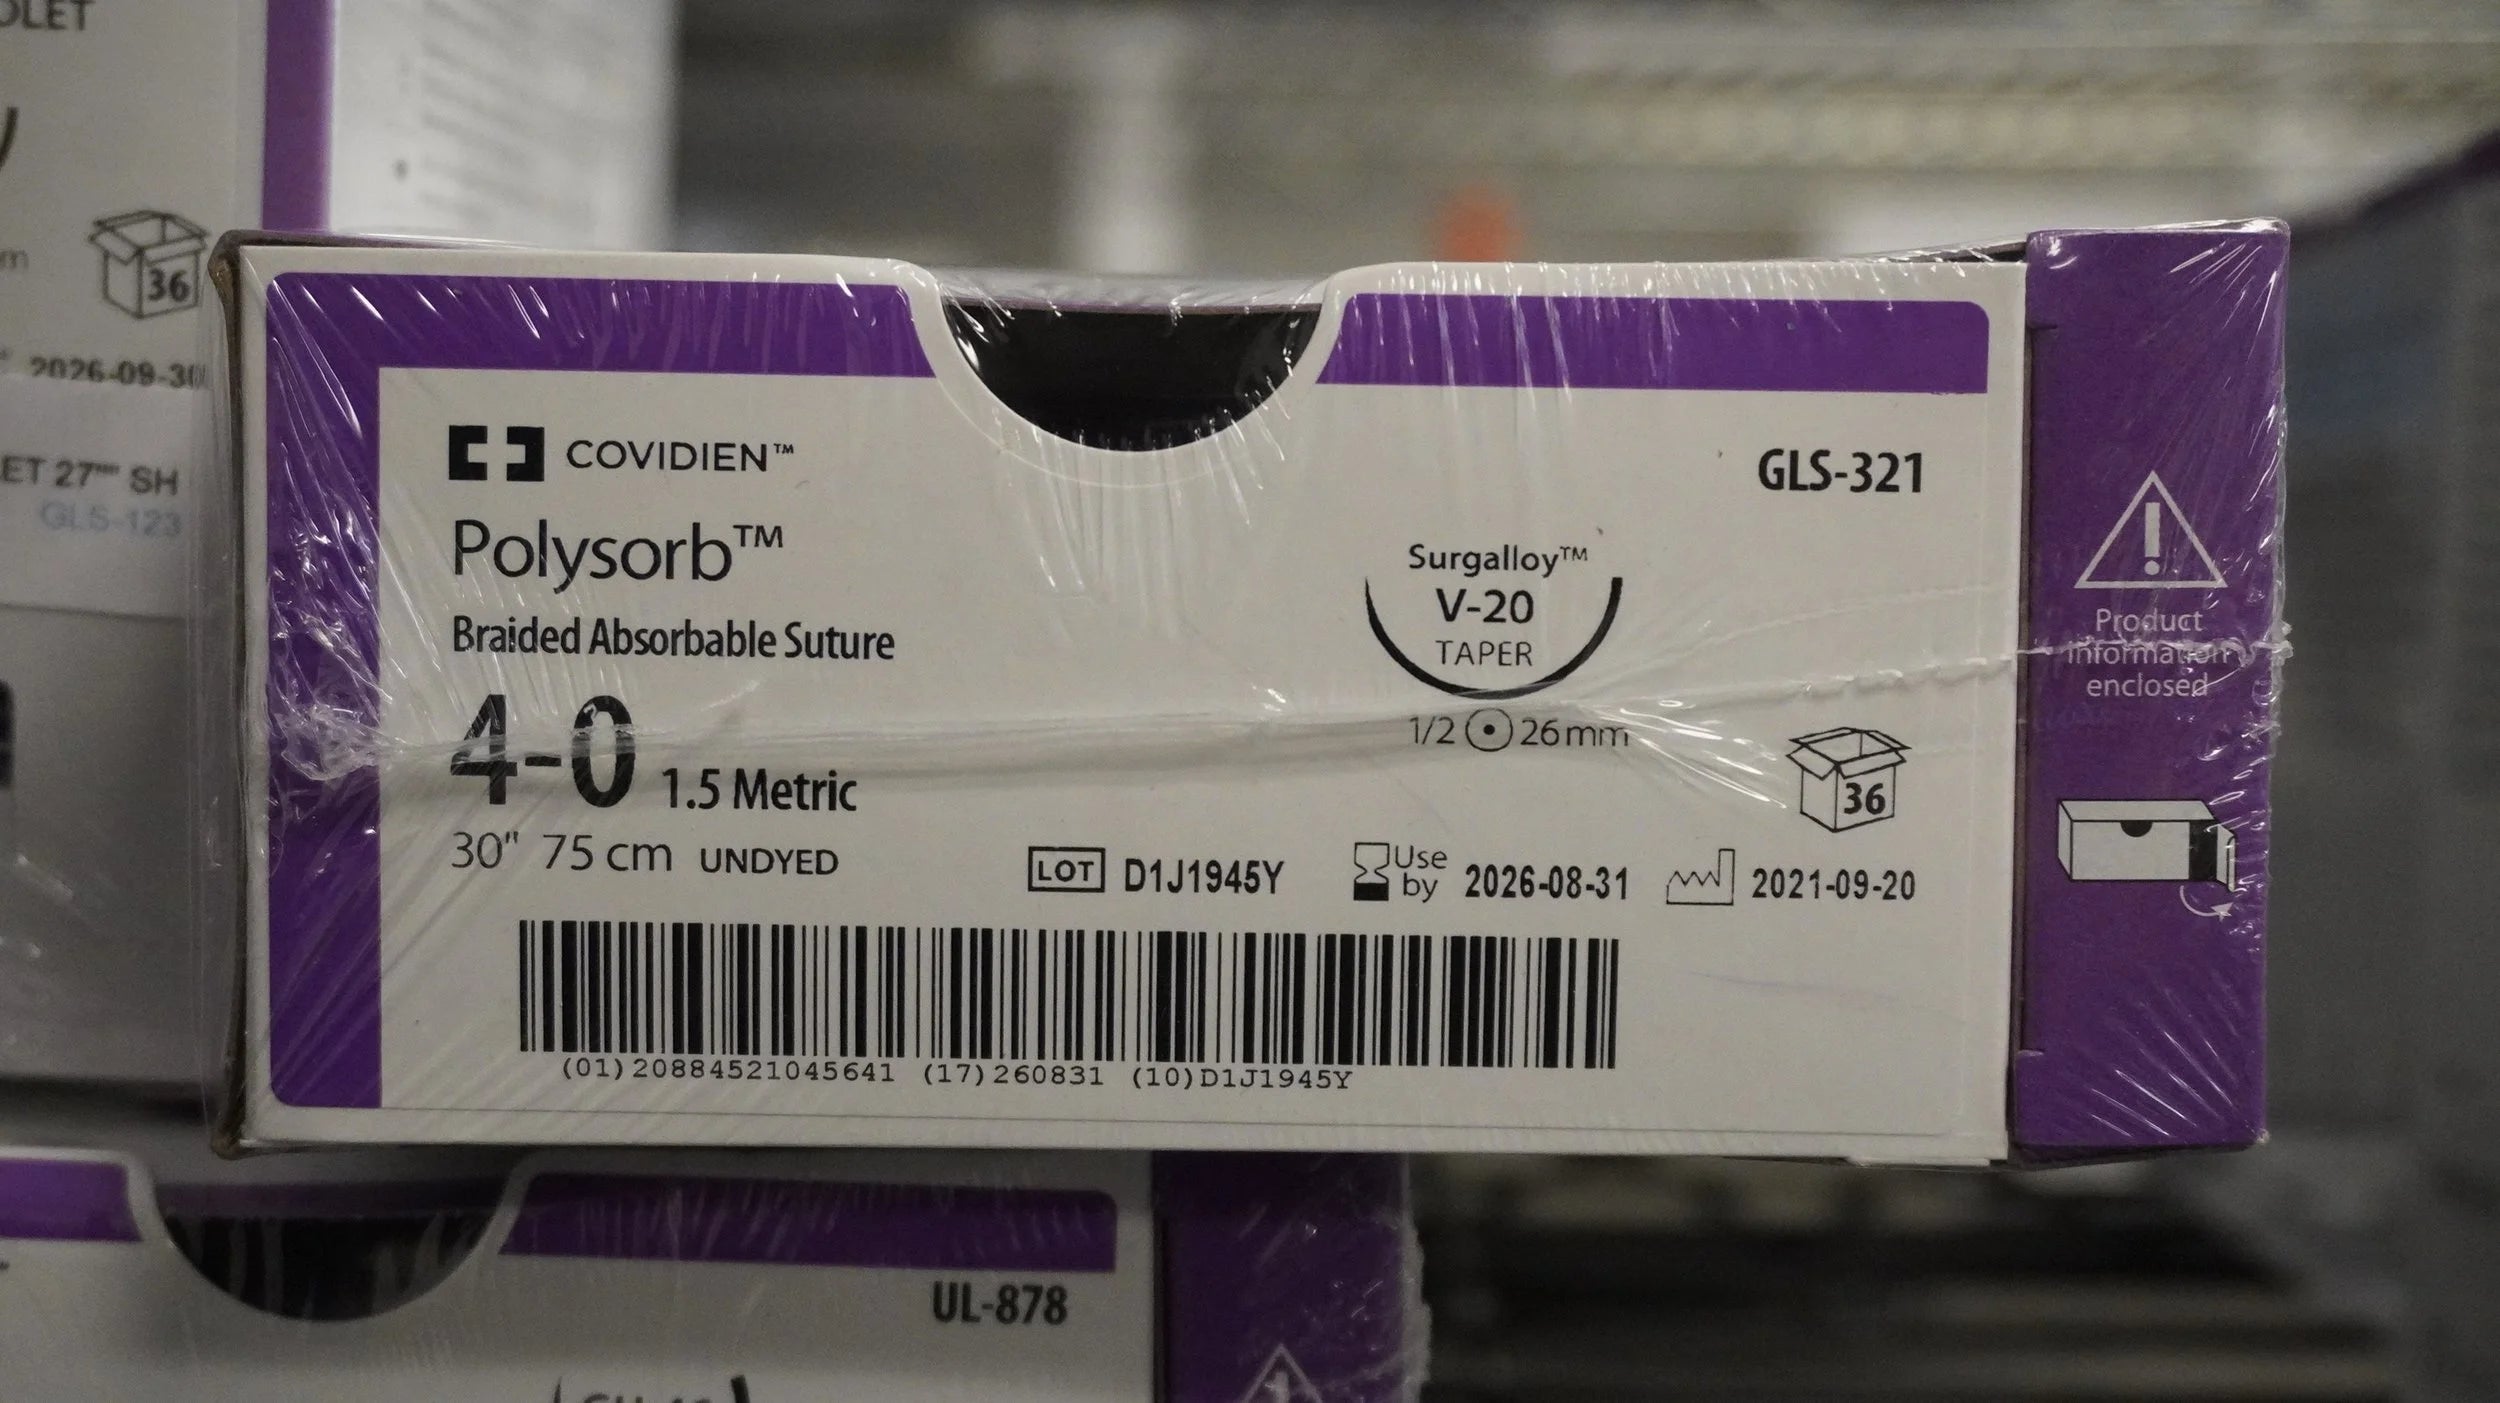 36
2026-09-30
ET 27"" SH
GLS-123
COVIDIEN™
GLS-321
Polysorb™
Braided Absorbable Suture
4-0 1.5 Metric
30" 75 cm UNDYED
Surgalloy™
V-20
TAPER
1/2 26 mm
36
LOT D1J1945Y
Use by 2026-08-31
2021-09-20
(01)20884521045641 (17)260831 (10)D1J1945Y
Product
information
enclosed
UL-878